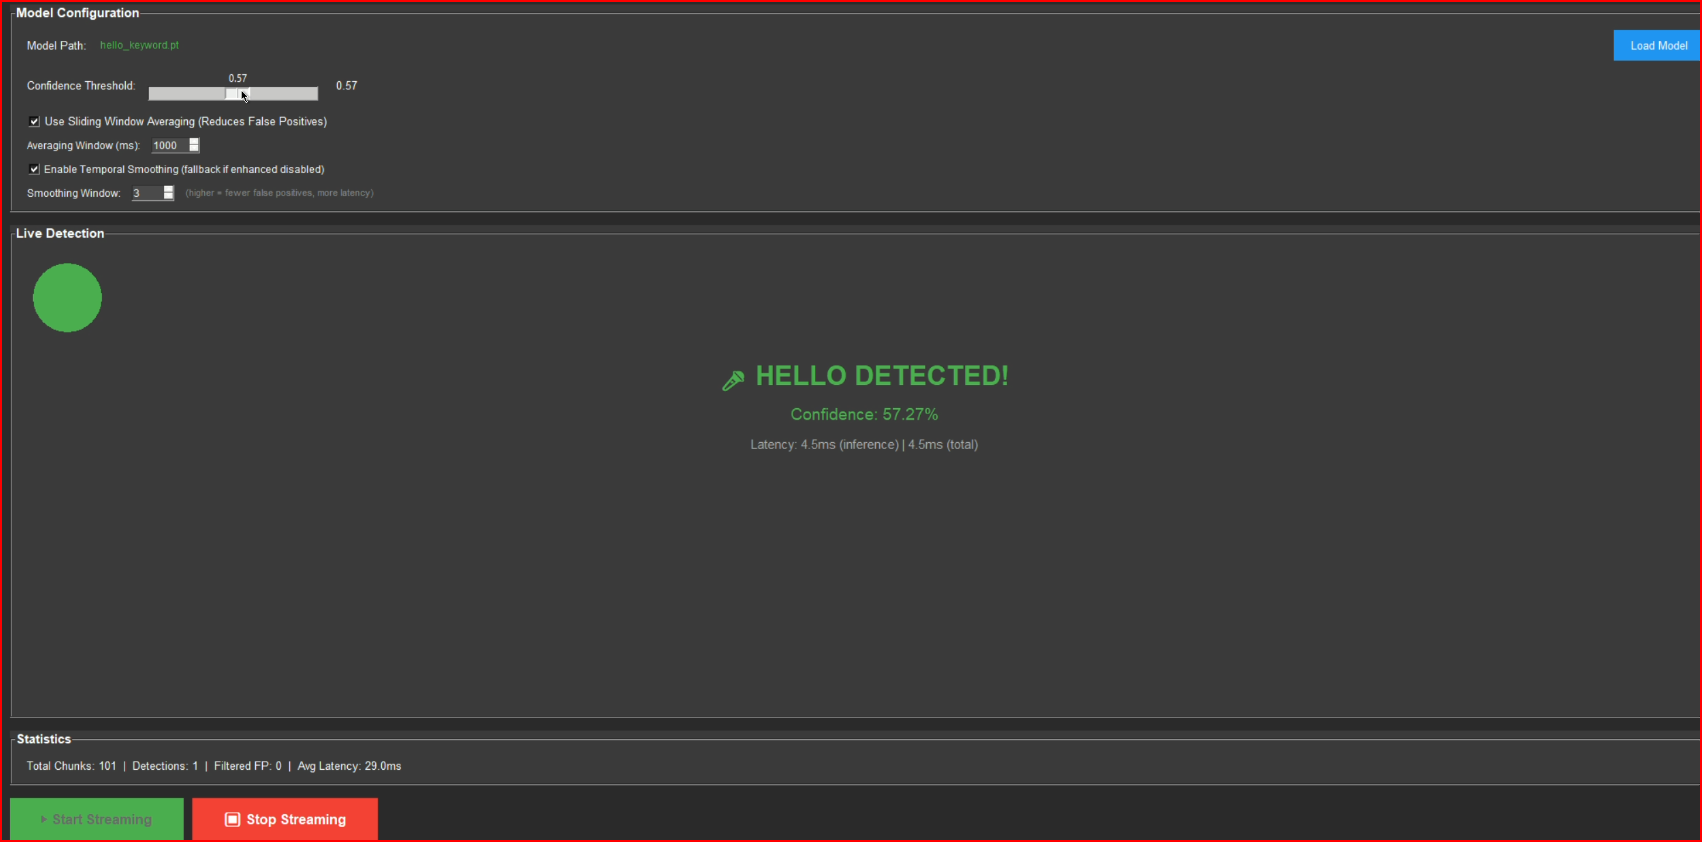 Model Configuration
Model Path: hello_keyword.pt
Load Model
0.57
Confidence Threshold: 0.57
Use Sliding Window Averaging (Reduces False Positives)
Averaging Window (ms): 1000
Enable Temporal Smoothing (fallback if enhanced disabled)
Smoothing Window: 3 (higher = fewer false positives, more latency)
Live Detection
HELLO DETECTED!
Confidence: 57.27%
Latency: 4.5ms (inference) | 4.5ms (total)
Statistics
Total Chunks: 101 | Detections: 1 | Filtered FP: 0 | Avg Latency: 29.0ms
Start Streaming Stop Streaming